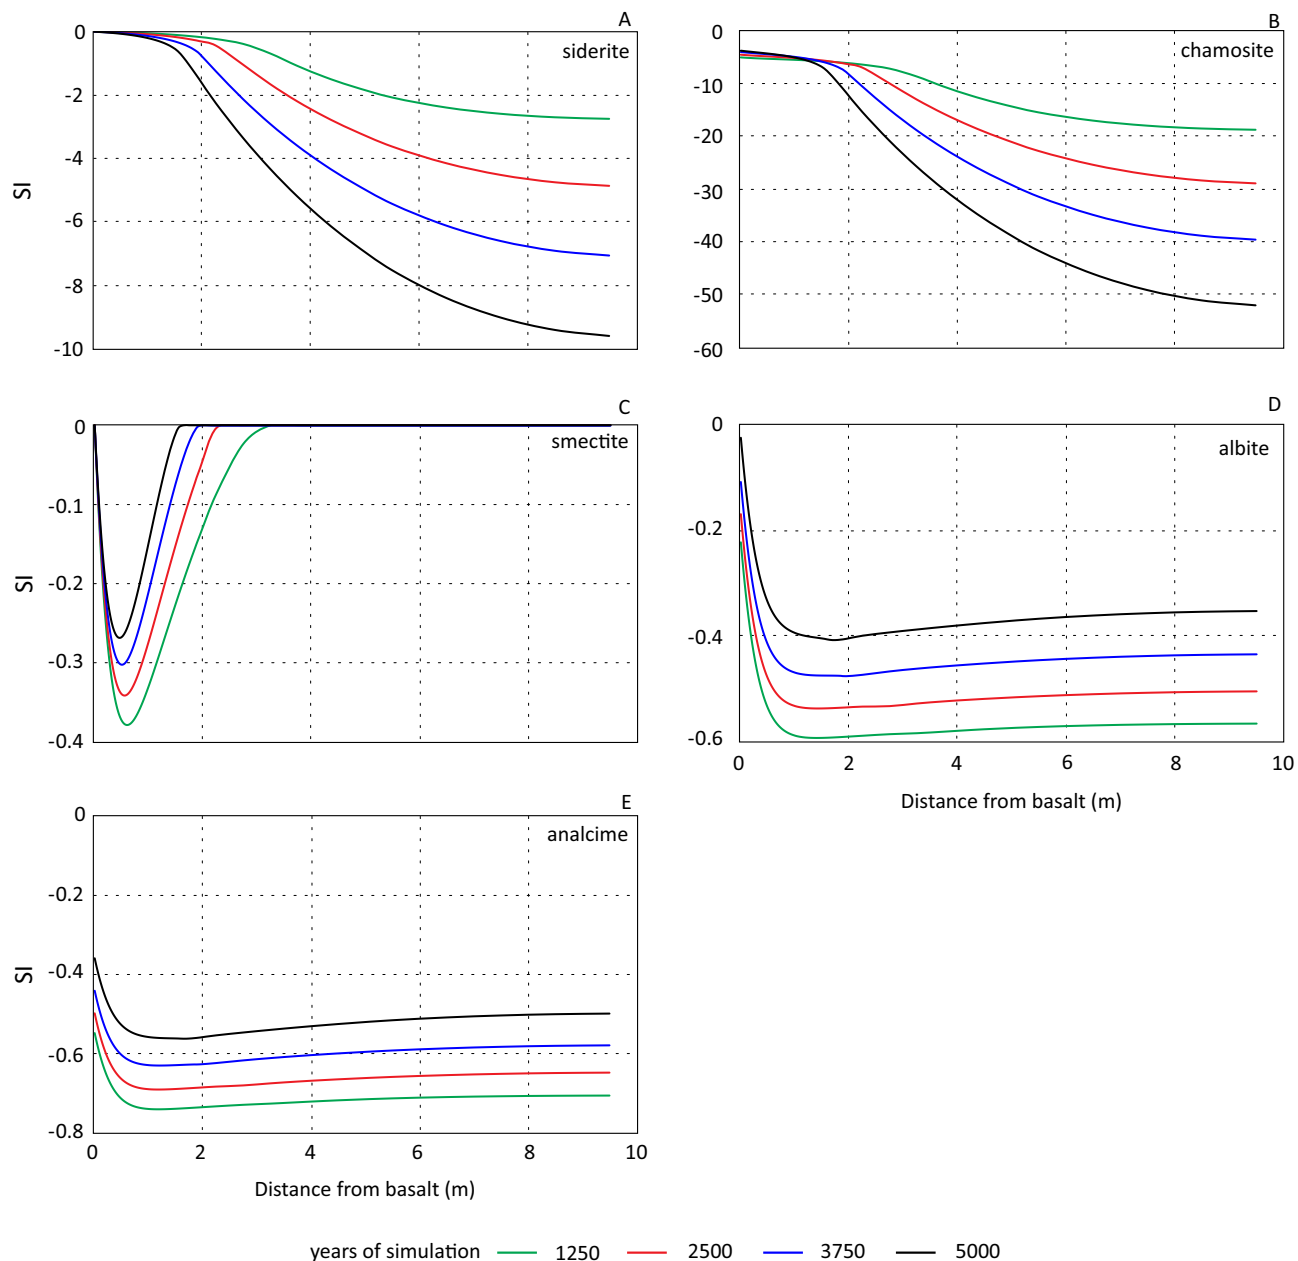 A
siderite
SI
0
-2
-4
-6
-8
-10
B
chamosite
0
-10
-20
-30
-40
-50
-60
C
smectite
SI
0
-0.1
-0.2
-0.3
-0.4
D
albite
0
-0.2
-0.4
-0.6
0 2 4 6 8 10
Distance from basalt (m)
E
analcime
SI
0
-0.2
-0.4
-0.6
-0.8
0 2 4 6 8 10
Distance from basalt (m)
years of simulation 1250 2500 3750 5000